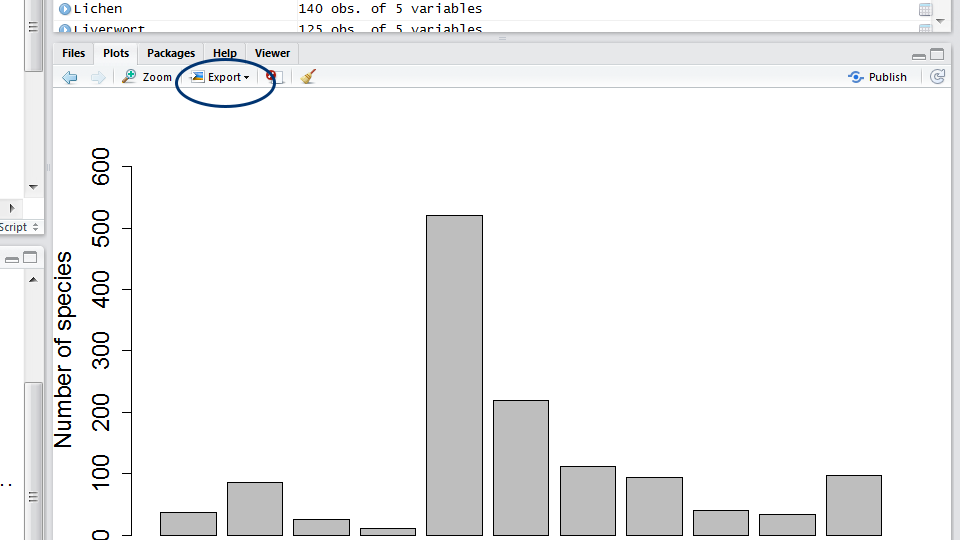 Lichen 140 obs. of 5 variables
Liverwort 125 obs. of 5 variables
Files Plots Packages Help Viewer
Zoom Export Publish
Script
600
500
400
300
200
100
0
Number of species
..